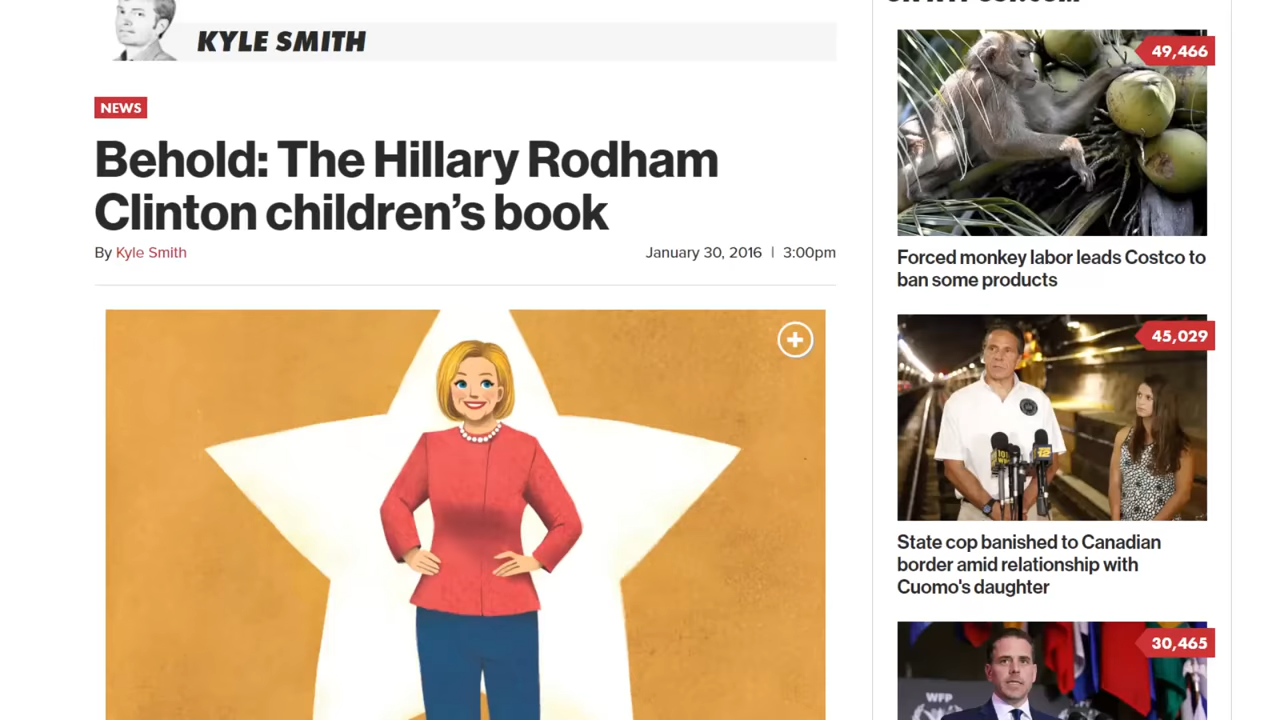 KYLE SMITH
NEWS
Behold: The Hillary Rodham
Clinton children's book
By Kyle Smith
January 30, 2016 | 3:00pm
49,466
Forced monkey labor leads Costco to
ban some products
45,029
State cop banished to Canadian
border amid relationship with
Cuomo's daughter
30,465
WFP